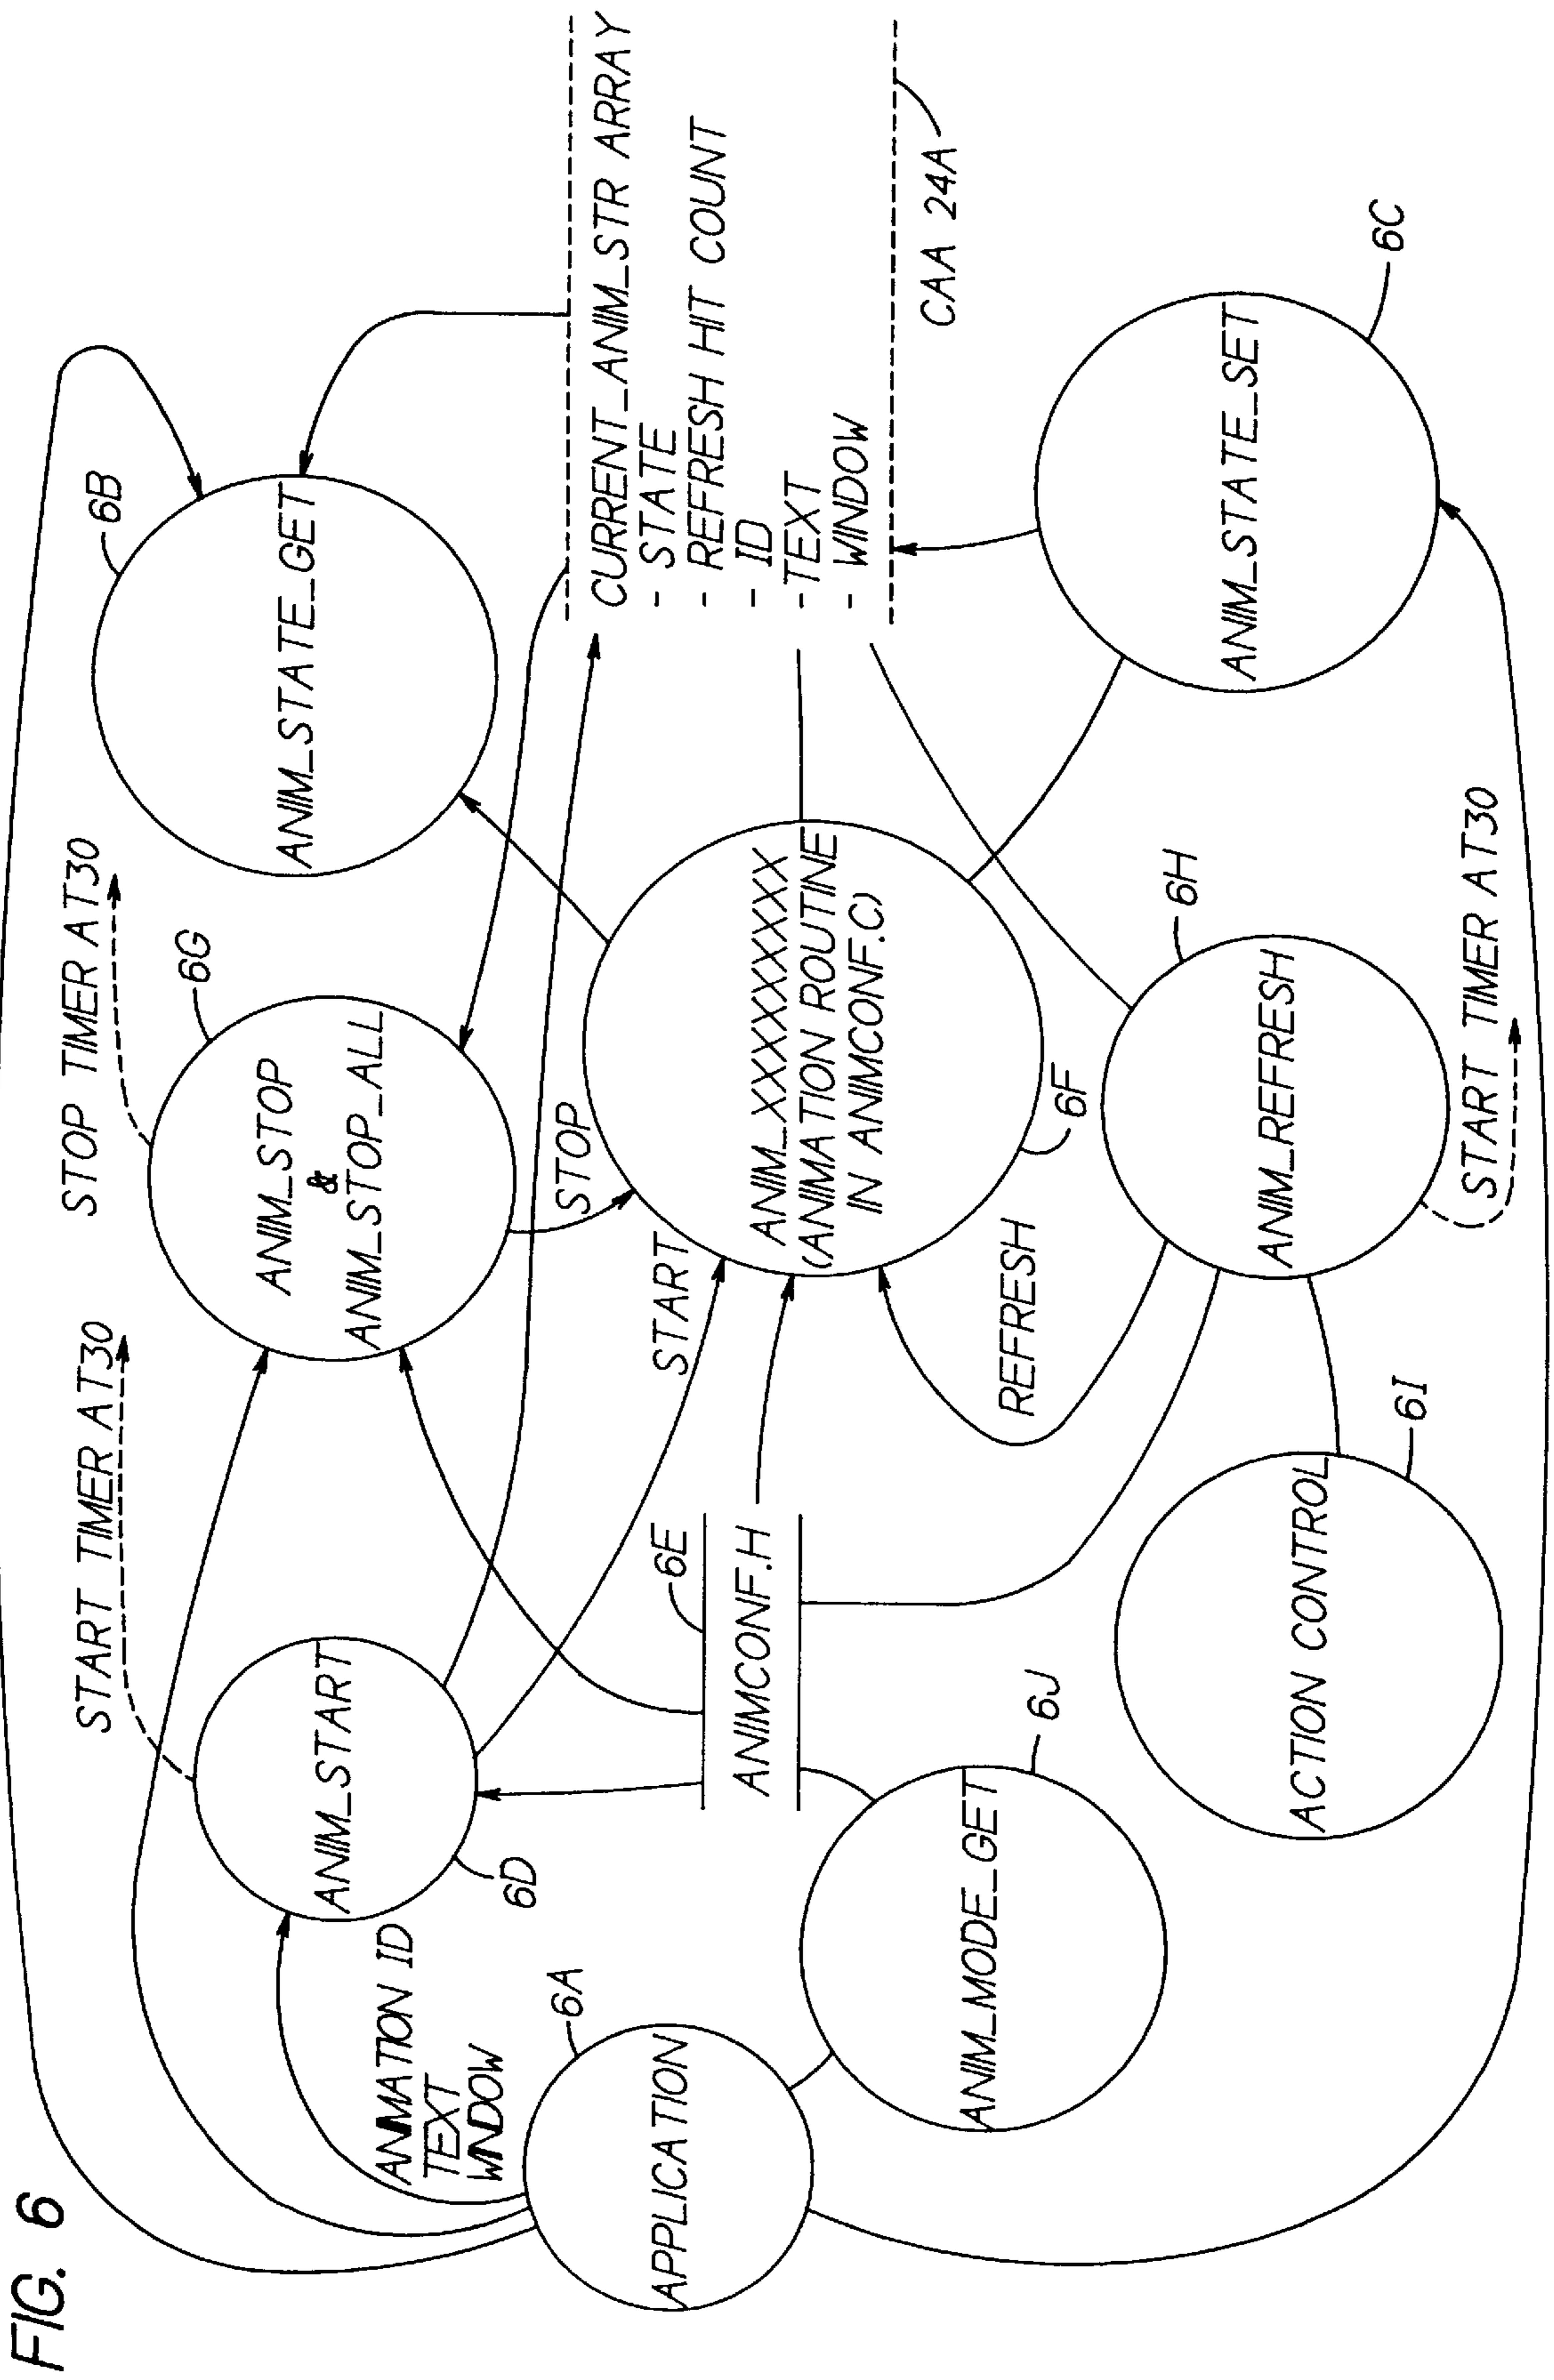 FIG. 6
START TIMER AT30
STOP TIMER AT30
6B
6G
ANIM_START
ANIM_STOP
&
ANIM_STOP_ALL
ANIM_STATE_GET
ANIMATION ID
TEXT
WINDOW
6D
6A
STOP
START
6E
CURRENT_ANIM_STR ARRAY
- STATE
- REFRESH HIT COUNT
- ID
- TEXT
- WINDOW
APPLICATION
ANIMCONF.H
ANIM_XXXXXXXXXX
(ANIMATION ROUTINE
IN ANIMCONF.C)
CAA 24A
ANIM_MODE_GET
6J
REFRESH
6F
6H
ACTION CONTROL
6I
ANIM_REFRESH
ANIM_STATE_SET
6C
START TIMER AT30